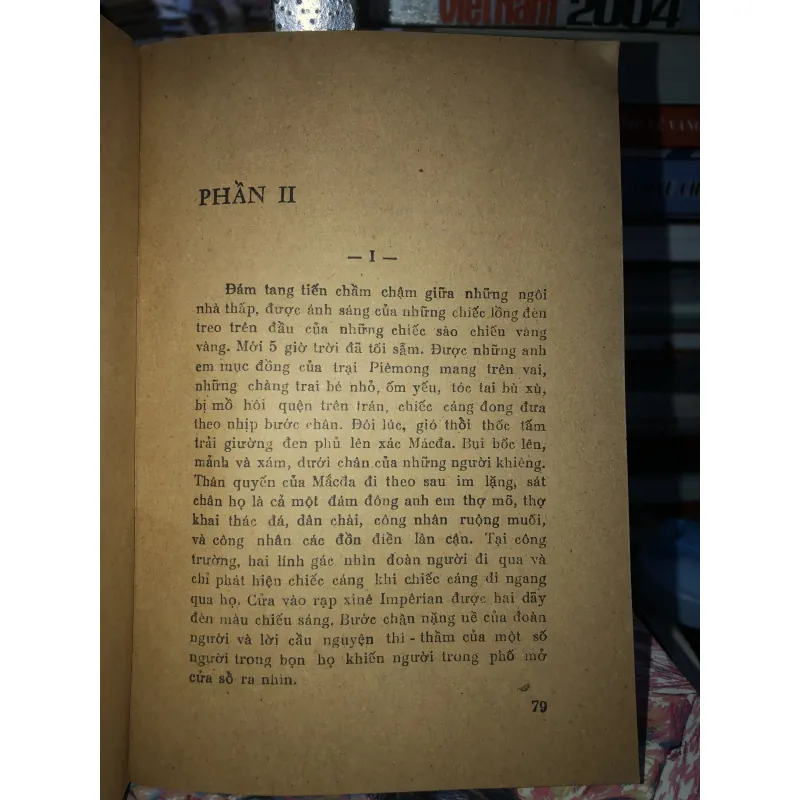 Việt Nam 2004
PHẦN II
— I —
Đám tang tiến chầm chậm giữa những ngôi
nhà thấp, được ánh sáng của những chiếc lồng đèn
treo trên đầu của những chiếc sào chiếu vàng
vàng. Mới 5 giờ trời đã tối sẫm. Được những anh
em mục đồng của trại Piêmong mang trên vai,
những chàng trai bé nhỏ, ốm yếu, tóc tai bù xù,
bị mồ hôi quện trên trán, chiếc cáng đong đưa
theo nhịp bước chân. Đôi lúc, gió thồi thốc tấm
trải giường đen phủ lên xác Mácđa. Bụi bốc lên,
mảnh và xám, dưới chân của những người khiêng.
Thân quyến của Mắcđa đi theo sau im lặng, sát
chân họ là cả một đám đông anh em thợ mõ, thợ
khai thác đá, dân chài, công nhân ruộng muối,
và công nhân các đồn điền lân cận. Tại công
trường, hai lính gác nhìn đoàn người đi qua và
chỉ phát hiện chiếc cáng khi chiếc cáng đi ngang
qua họ. Cửa vào rạp xinê Impêrian được hai dẫy
đèn màu chiếu sáng. Bước chận nặng nề của đoàn
người và lời cầu nguyện thì - thầm của một số
người trong bọn họ khiến người trong phố mở
cửa sổ ra nhìn.
79